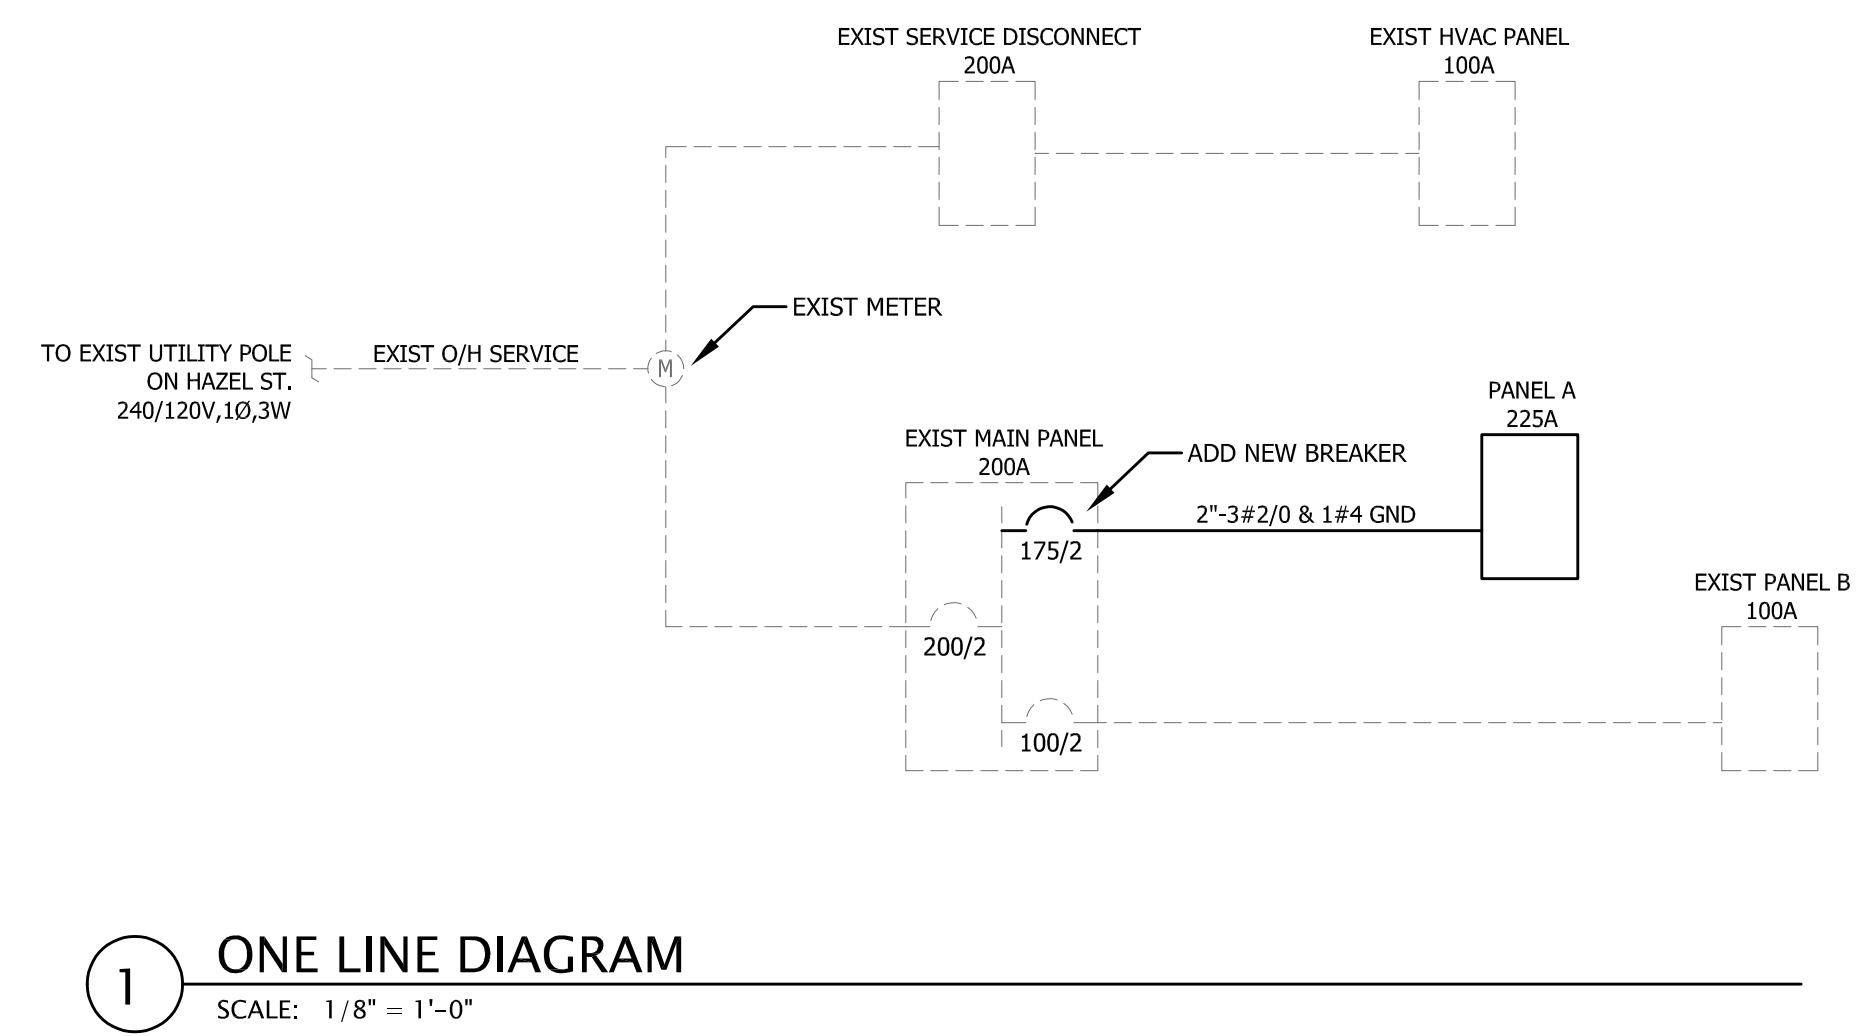 EXIST SERVICE DISCONNECT
200A
EXIST HVAC PANEL
100A
EXIST METER
TO EXIST UTILITY POLE
ON HAZEL ST.
240/120V,1Ø,3W
EXIST O/H SERVICE
M
PANEL A
225A
EXIST MAIN PANEL
200A
ADD NEW BREAKER
2"-3#2/0 & 1#4 GND
175/2
EXIST PANEL B
100A
200/2
100/2
1
ONE LINE DIAGRAM
SCALE: 1/8" = 1'-0"